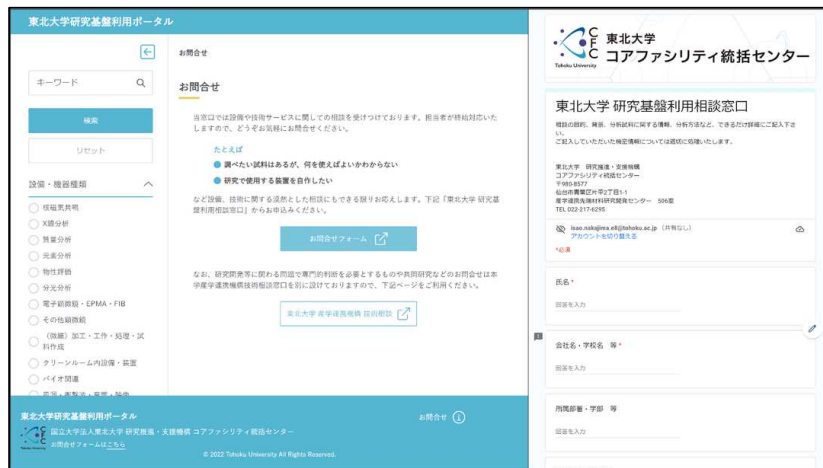 東北大学研究基盤利用ポータル
キーワード
検索
リセット
設備・機器種類
核磁気共鳴
X線分析
質量分析
元素分析
物性評価
分光分析
電子顕微鏡・EPMA・FIB
その他顕微鏡
（微細）加工・工作・処理・試
料作成
クリーンルーム内設備・装置
バイオ関連
お問合せ
お問合せ
当窓口では設備や技術サービスに関しての相談を受けつけております。担当者が終始対応いた
しますので、どうぞお気軽にお問合せください。
たとえば
調べたい試料はあるが、何を使えばよいかわからない
研究で使用する装置を自作したい
など設備、技術に関する漠然とした相談にもできる限りお応えします。下記『東北大学 研究基
盤利用相談窓口』からお申込みください。
お問合せフォーム
なお、研究開発等に関わる問題で専門的判断を必要とするものや共同研究などのお問合せは本
学産学連携機構技術相談窓口を別に設けておりますので、下記ページをご利用ください。
東北大学 産学連携機構 技術相談
東北大学研究基盤利用ポータル
国立大学法人東北大学 研究推進・支援機構 コアファシリティ統括センター
お問合せフォームはこちら
お問合せ
© 2022 Tohoku University All Rights Reserved.
CFC
Tohoku University
東北大学
コアファシリティ統括センター
東北大学 研究基盤利用相談窓口
相談の目的、背景、分析試料に関する情報、分析方法など、できるだけ詳細にご記入下さ
い。
ご記入していただいた機密情報については適切に処理いたします。
東北大学 研究推進・支援機構
コアファシリティ統括センター
〒980-8577
仙台市青葉区片平2丁目1-1
産学連携先端材料研究開発センター 506室
TEL 022-217-6295
isao.nakajima.e8@tohoku.ac.jp （共有なし）
アカウントを切り替える
*必須
氏名 *
回答を入力
会社名・学校名 等 *
回答を入力
所属部署・学部 等
回答を入力